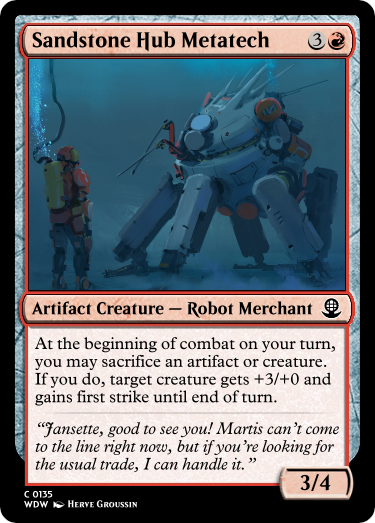 Sandstone Hub Metatech 3
Artifact Creature — Robot Merchant
At the beginning of combat on your turn,
you may sacrifice an artifact or creature.
If you do, target creature gets +3/+0 and
gains first strike until end of turn.
“Jansette, good to see you! Martis can’t come
to the line right now, but if you’re looking for
the usual trade, I can handle it.”
3/4
C 0135
WDW Herve Groussin